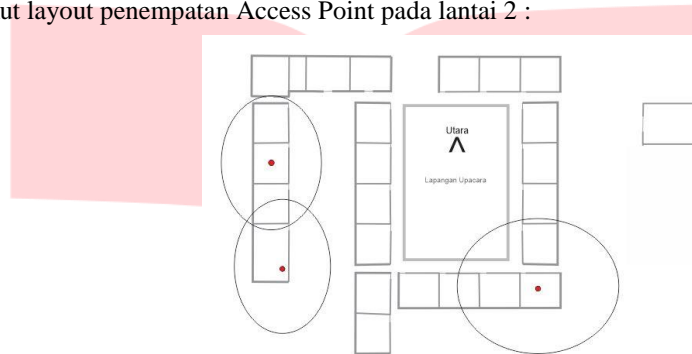 ut layout penempatan Access Point pada lantai 2 :
Utara
Lapangan Upacara